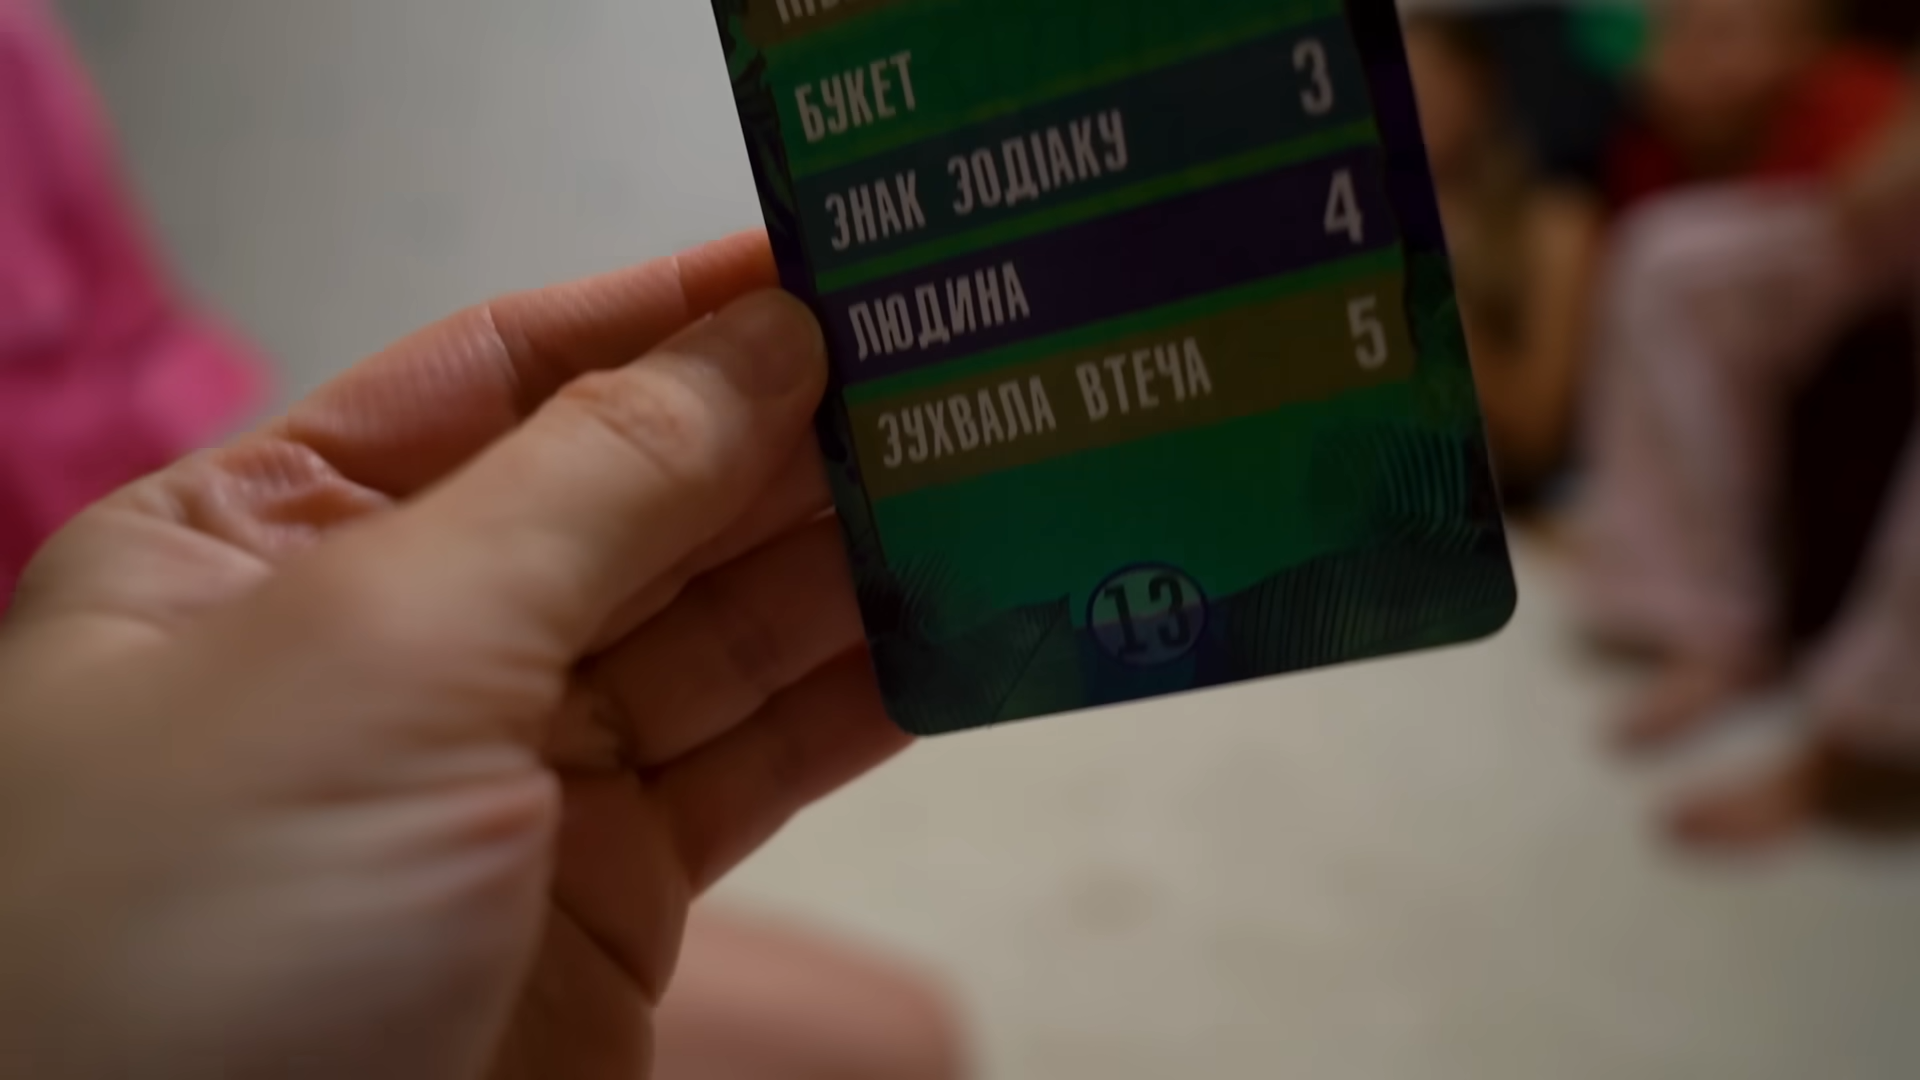 БУКЕТ
ЗНАК ЗОДІАКУ 3
ЛЮДИНА 4
ЗУХВАЛА ВТЕЧА 5
13